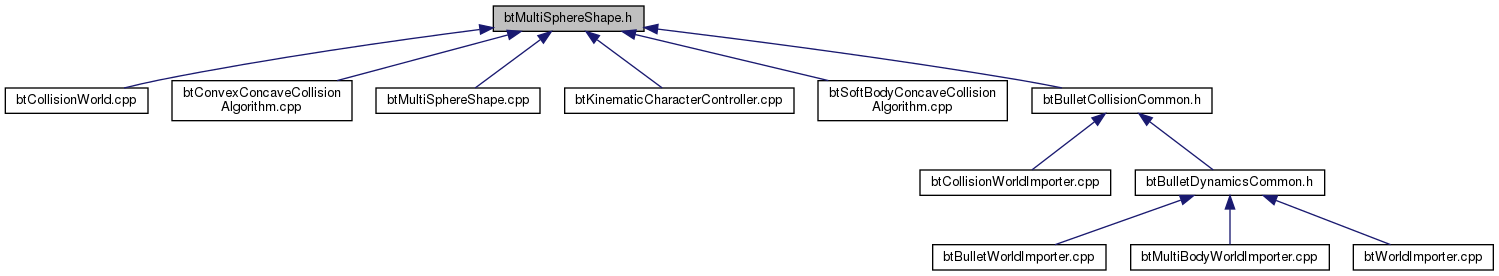 btMultiSphereShape.h
btCollisionWorld.cpp
btConvexConcaveCollision
Algorithm.cpp
btMultiSphereShape.cpp
btKinematicCharacterController.cpp
btSoftBodyConcaveCollision
Algorithm.cpp
btBulletCollisionCommon.h
btCollisionWorldImporter.cpp
btBulletDynamicsCommon.h
btBulletWorldImporter.cpp
btMultiBodyWorldImporter.cpp
btWorldImporter.cpp